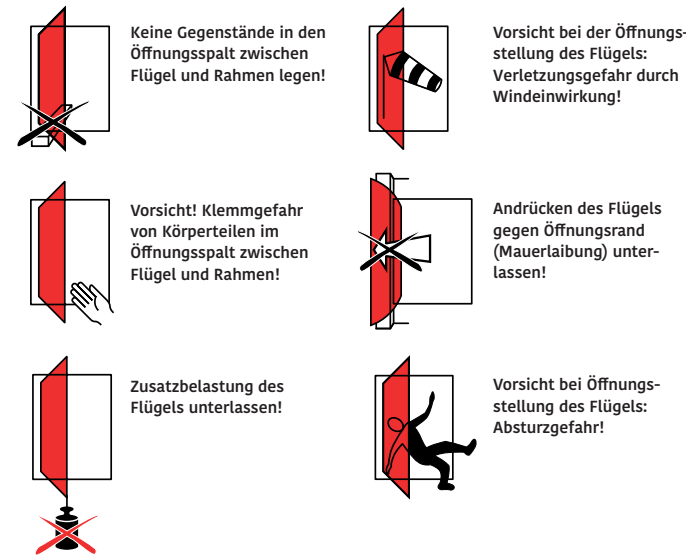 Keine Gegenstände in den
Öffnungsspalt zwischen
Flügel und Rahmen legen!
Vorsicht! Klemmgefahr
von Körperteilen im
Öffnungsspalt zwischen
Flügel und Rahmen!
Zusatzbelastung des
Flügels unterlassen!
Vorsicht bei der Öffnungs-
stellung des Flügels:
Verletzungsgefahr durch
Windeinwirkung!
Andrücken des Flügels
gegen Öffnungsrand
(Mauerlaibung) unter-
lassen!
Vorsicht bei Öffnungs-
stellung des Flügels:
Absturzgefahr!